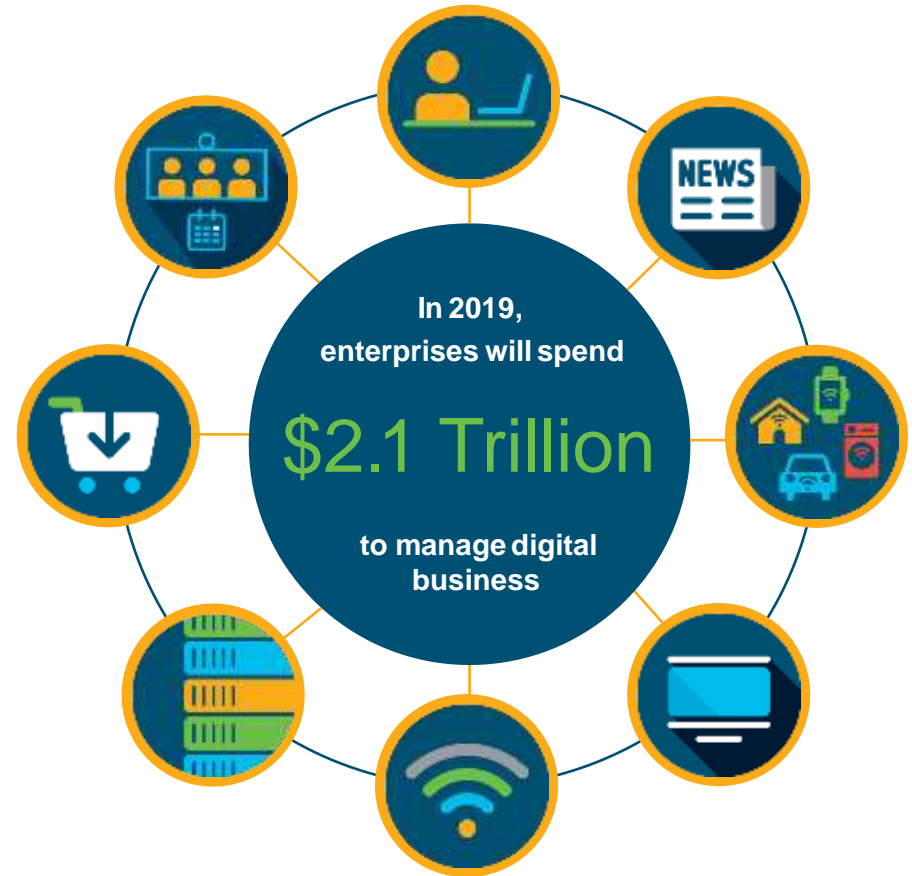 NEWS
In 2019,
enterprises will spend
$2.1 Trillion
to manage digital
business